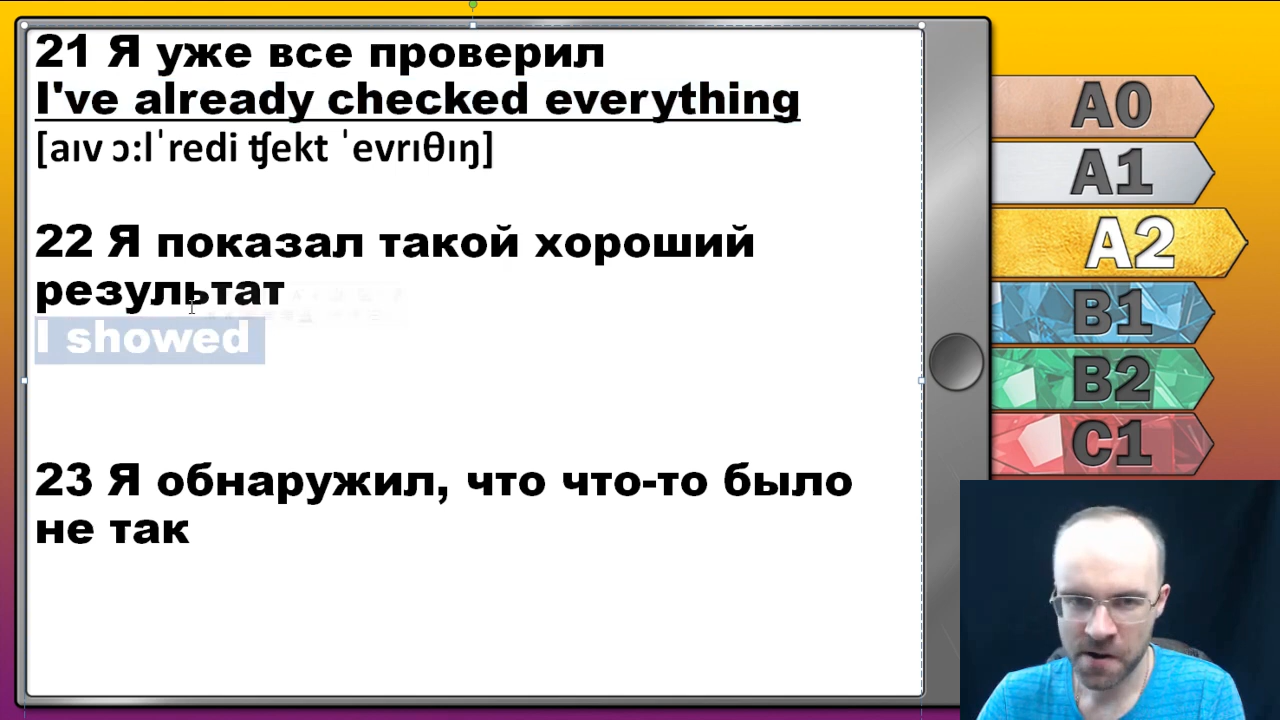 21 Я уже все проверил
I've already checked everything
[aɪv ɔ:lˈredi ʧekt ˈevrɪθɪŋ]
22 Я показал такой хороший
результат
I showed
23 Я обнаружил, что что-то было
не так
A0
A1
A2
B1
B2
C1